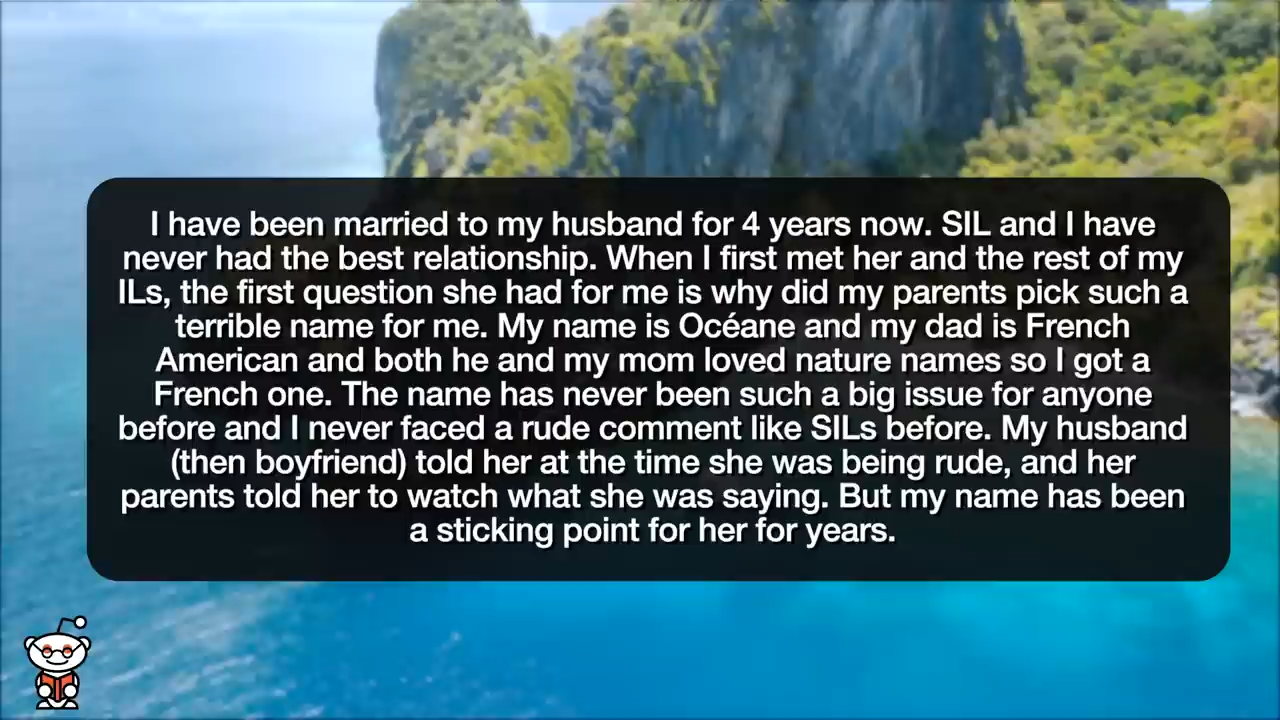 I have been married to my husband for 4 years now. SIL and I have
never had the best relationship. When I first met her and the rest of my
ILs, the first question she had for me is why did my parents pick such a
terrible name for me. My name is Océane and my dad is French
American and both he and my mom loved nature names so I got a
French one. The name has never been such a big issue for anyone
before and I never faced a rude comment like SILs before. My husband
(then boyfriend) told her at the time she was being rude, and her
parents told her to watch what she was saying. But my name has been
a sticking point for her for years.